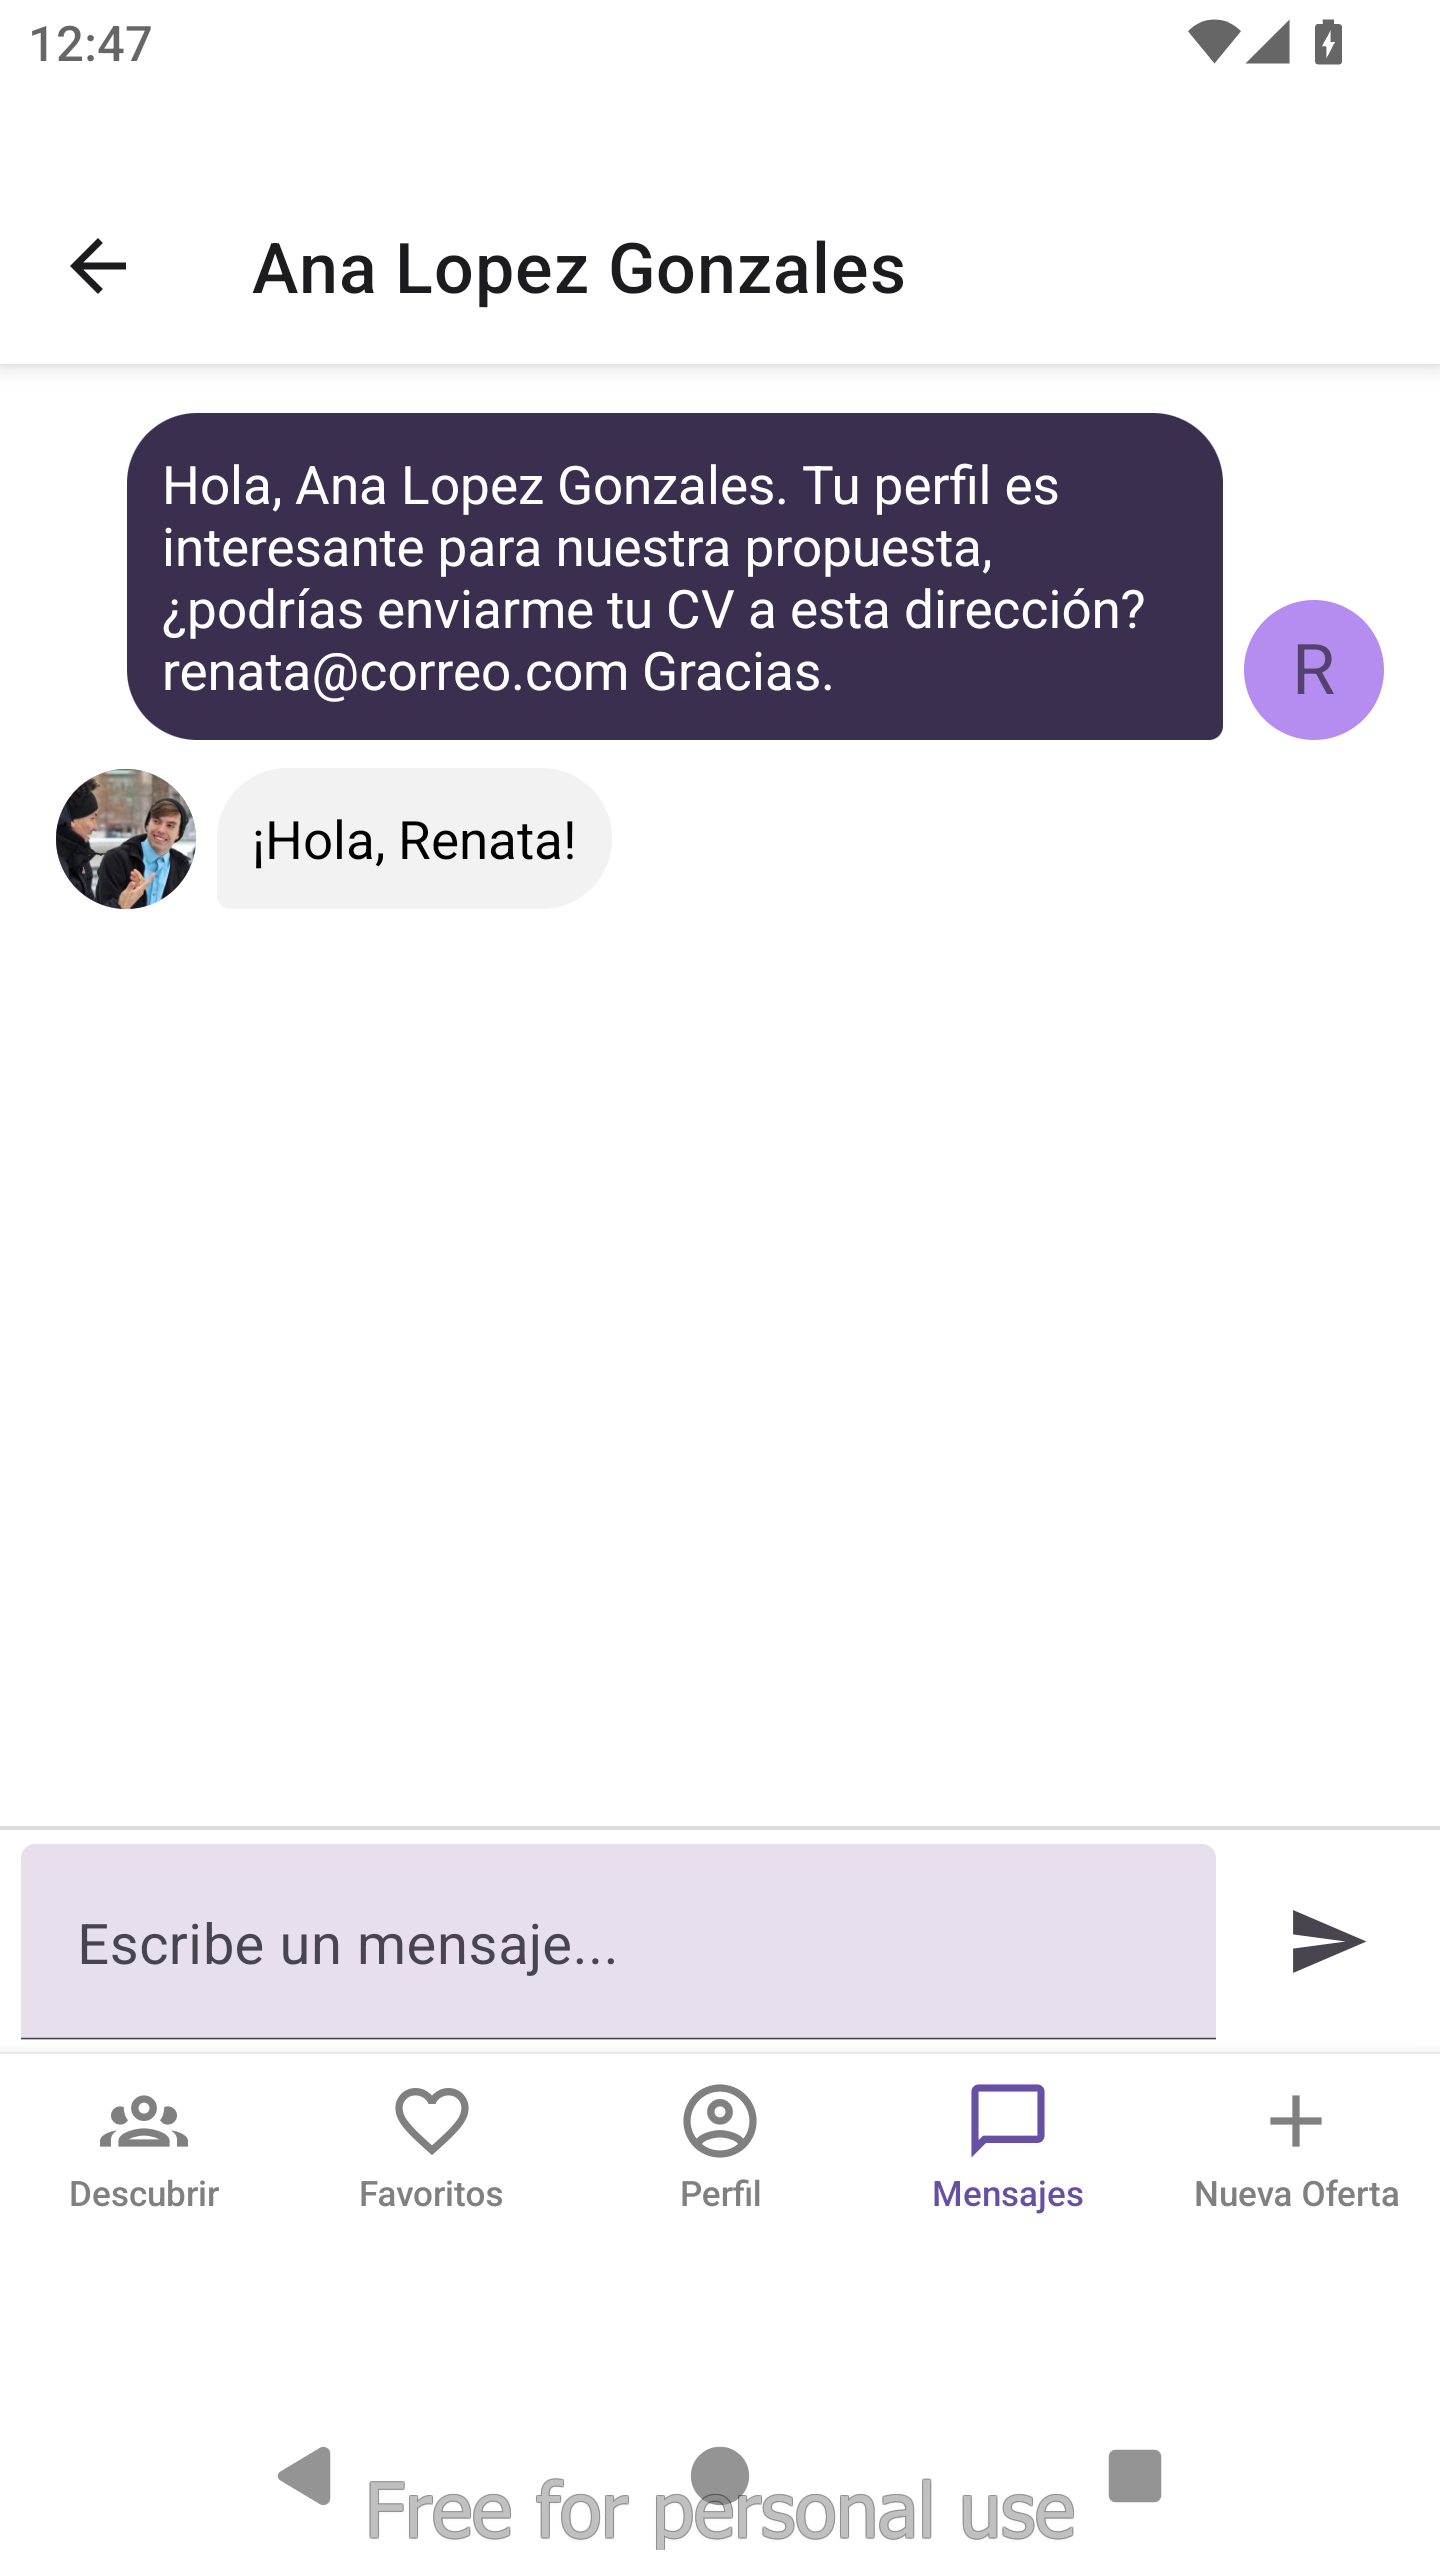 12:47
Ana Lopez Gonzales
Hola, Ana Lopez Gonzales. Tu perfil es
interesante para nuestra propuesta,
¿podrías enviarme tu CV a esta dirección?
renata@correo.com Gracias.
R
¡Hola, Renata!
Escribe un mensaje...
Descubrir
Favoritos
Perfil
Mensajes
Nueva Oferta
Free for personal use